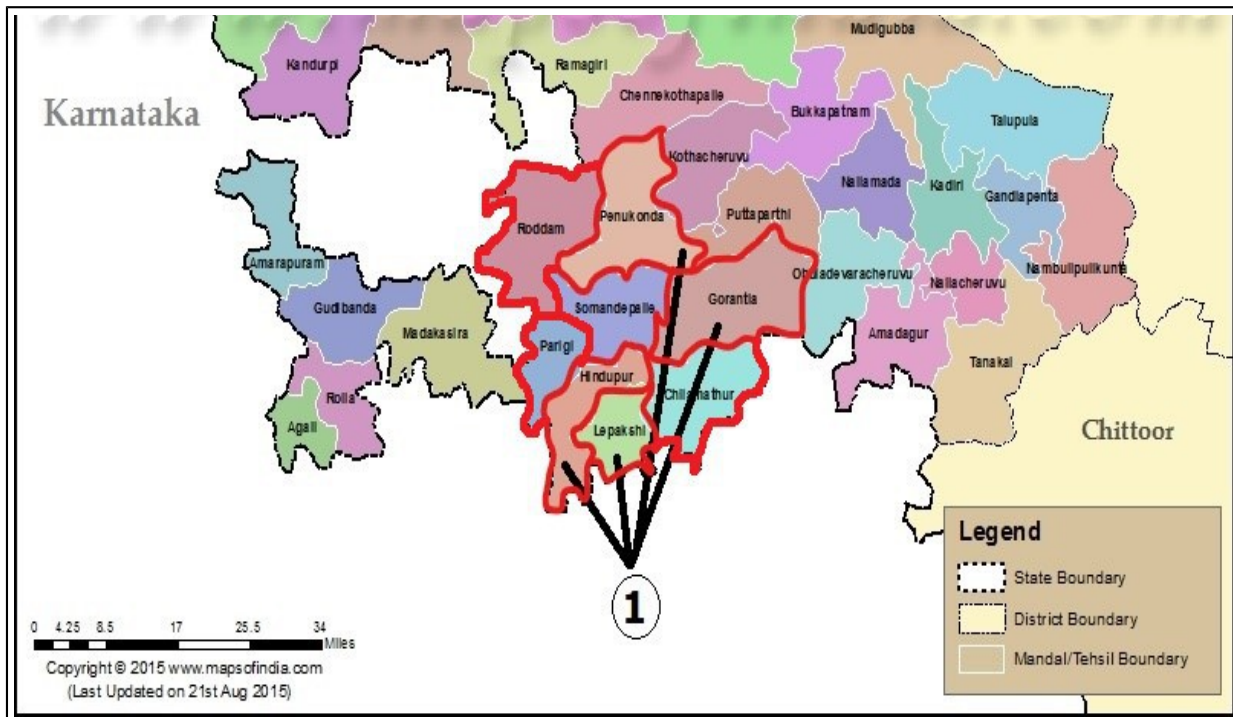 Mudigubba
Kandurpi
Ramagiri
Karnataka
Chennekothapalle
Bukkapatnam
Talupula
Kothacheruvu
Nallamada
Kadiri
Gandlapenta
Penukonda
Puttaparthi
Roddam
Amarapuram
Obuladevaracheruvu
Nallacheruvu
Nambulipulikunta
Gudibanda
Somandepalle
Gorantla
Madakasira
Parigi
Amadagur
Tanakal
Hindupur
Rolla
Agali
Lepakshi
Chittoor
1
Legend
State Boundary
District Boundary
Mandal/Tehsil Boundary
0 4.25 8.5 17 25.5 34
Miles
Copyright © 2015 www.mapsofindia.com
(Last Updated on 21st Aug 2015)